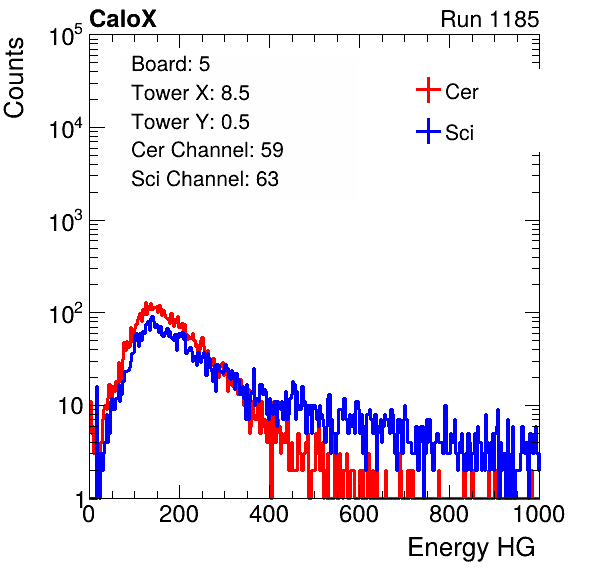 CaloX Run 1185
Counts
10^5
10^4
10^3
10^2
10
1
Board: 5
Tower X: 8.5
Tower Y: 0.5
Cer Channel: 59
Sci Channel: 63
Cer
Sci
0 200 400 600 800 1000
Energy HG